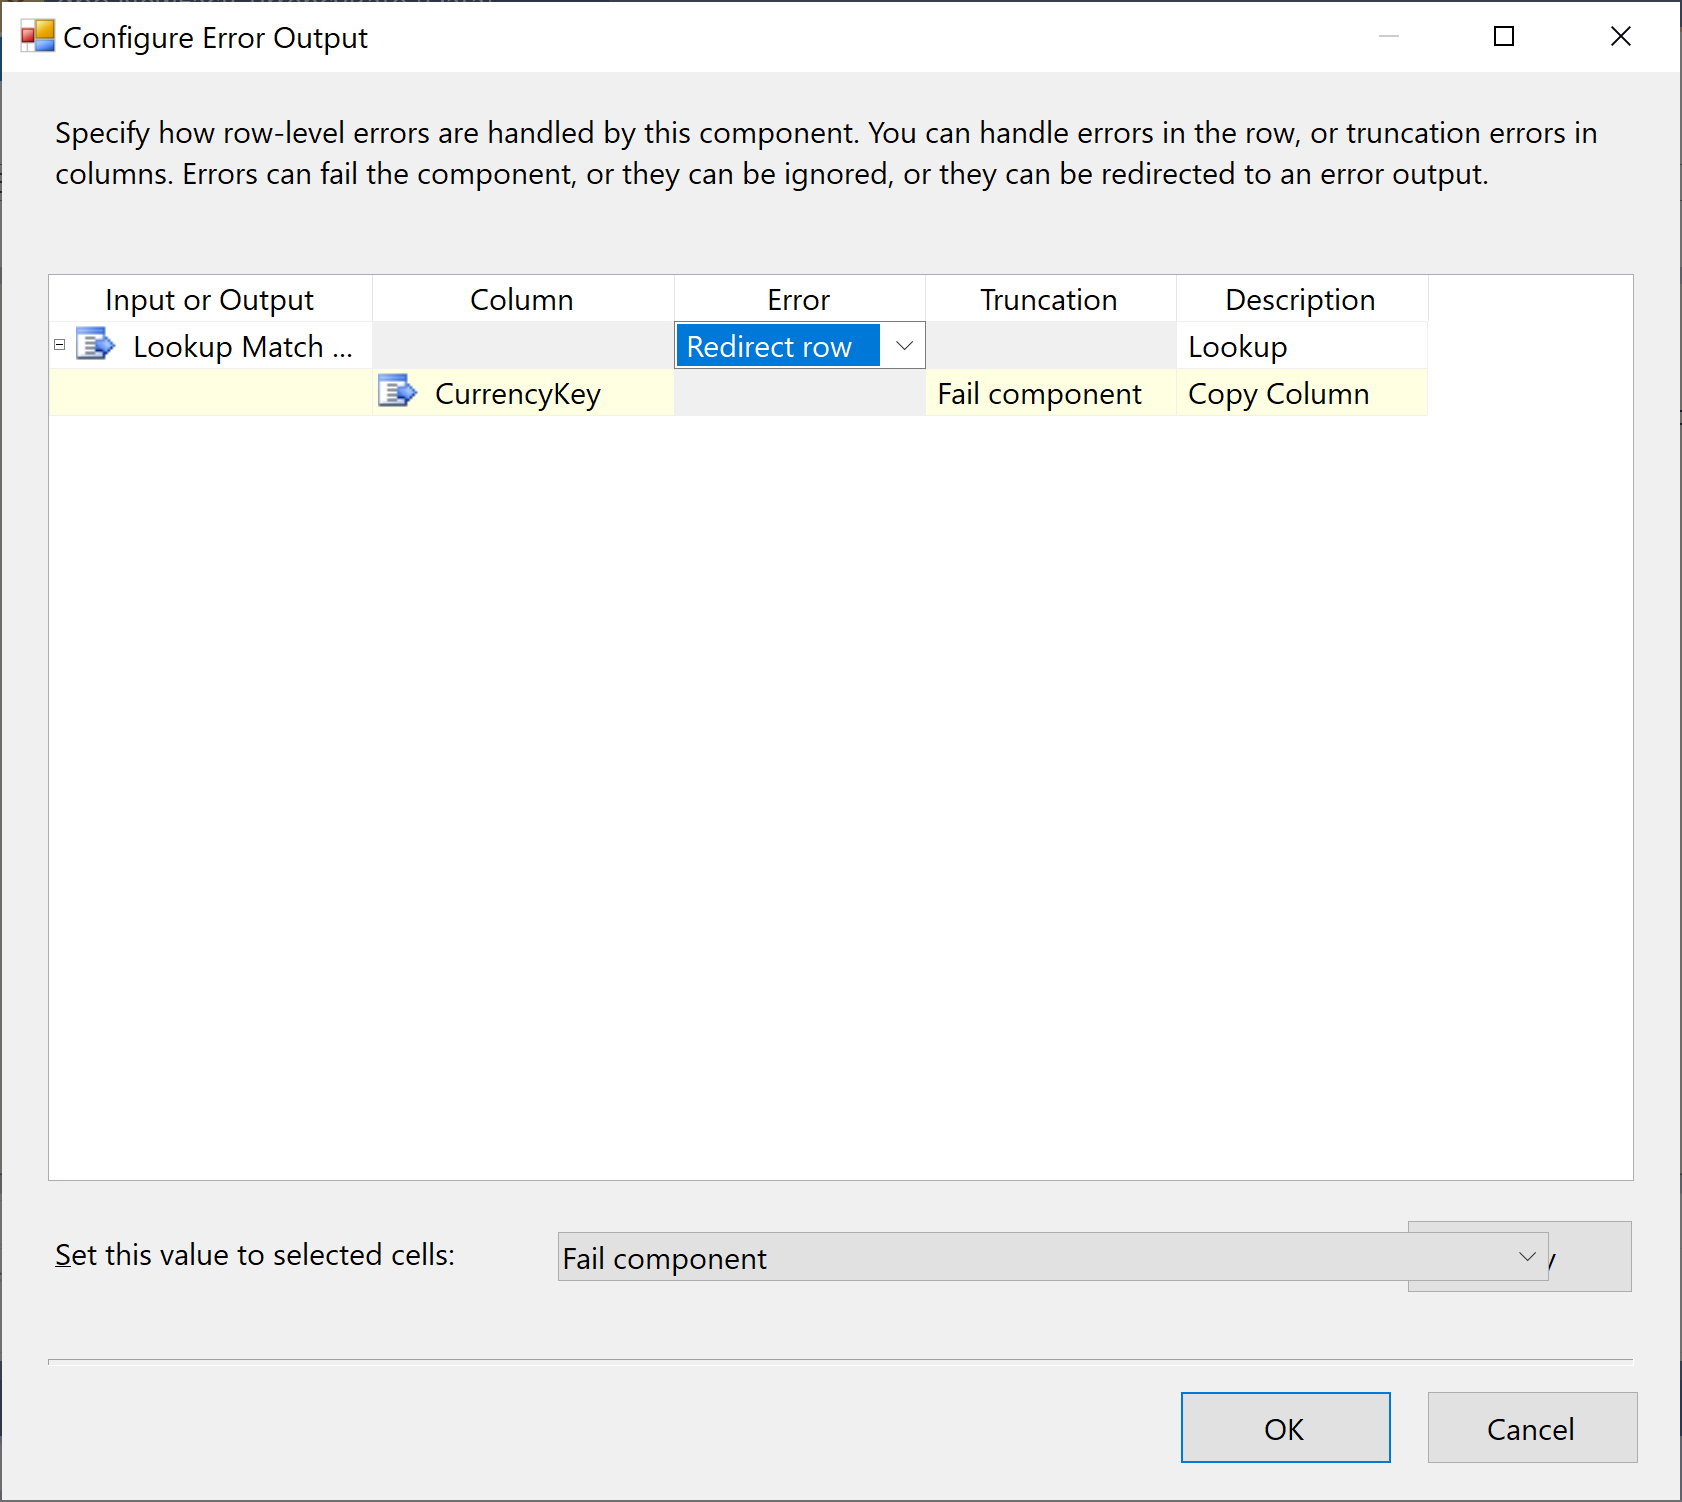 Configure Error Output
Specify how row-level errors are handled by this component. You can handle errors in the row, or truncation errors in
columns. Errors can fail the component, or they can be ignored, or they can be redirected to an error output.
Input or Output Column Error Truncation Description
Lookup Match ... Redirect row Lookup
CurrencyKey Fail component Copy Column
Set this value to selected cells: Fail component
OK Cancel